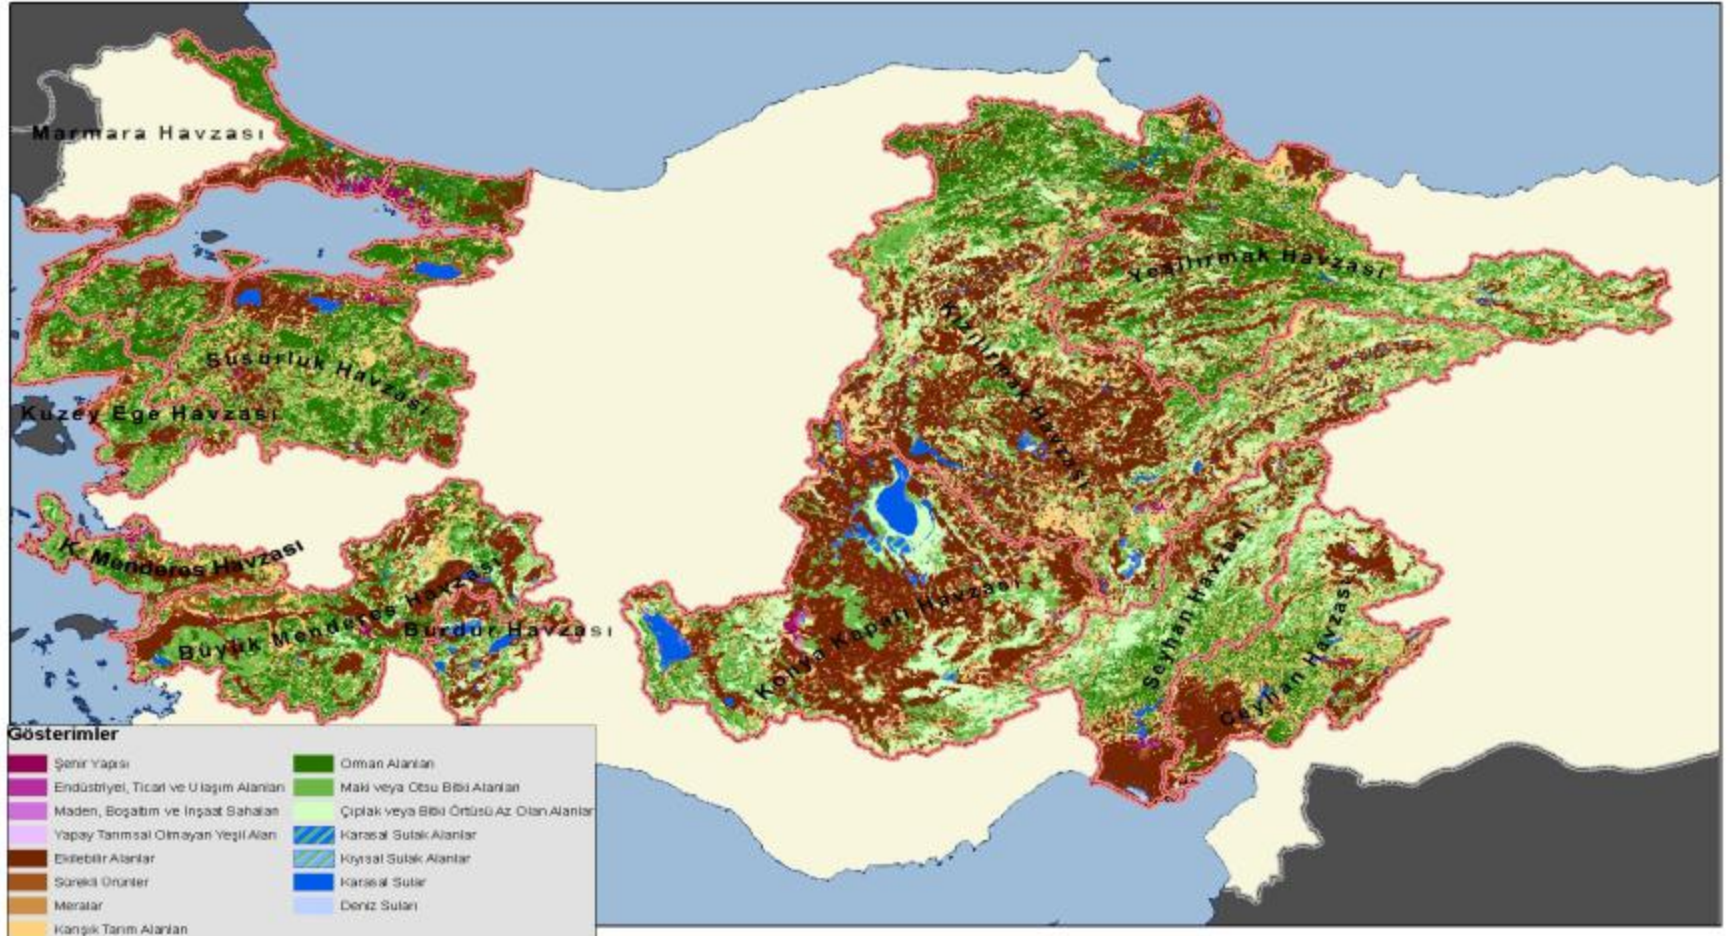 Marmara Havzası
Yeşilırmak Havzası
Kızılırmak Havzası
Susurluk Havzası
Kuzey Ege Havzası
K. Menderes Havzası
Büyük Menderes Havzası
Burdur Havzası
Konya Kapalı Havzası
Seyhan Havzası
Ceyhan Havzası
Gösterimler
Şehir Yapısı
Endüstriyel, Ticari ve Ulaşım Alanları
Maden, Boşaltım ve İnşaat Sahaları
Yapay Tarımsal Olmayan Yeşil Alan
Ekilebilir Alanlar
Sürekli Ürünler
Meralar
Karışık Tarım Alanları
Orman Alanları
Maki veya Otsu Bitki Alanları
Çıplak veya Bitki Örtüsü Az Olan Alanlar
Karasal Sulak Alanlar
Kıyısal Sulak Alanlar
Karasal Sular
Deniz Suları